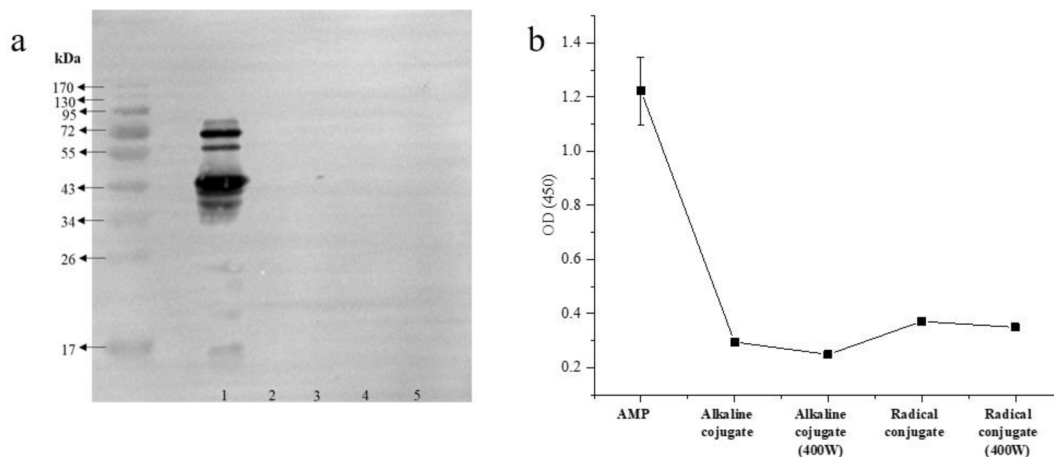 a
kDa
170
130
95
72
55
43
34
26
17
1 2 3 4 5
b
OD (450)
1.4
1.2
1.0
0.8
0.6
0.4
0.2
AMP
Alkaline
cojugate
Alkaline
cojugate
(400W)
Radical
conjugate
Radical
conjugate
(400W)